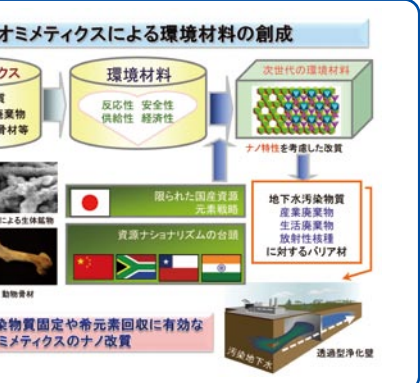 オミメティクスによる環境材料の創成
クス
環境材料
次世代の環境材料
質
廃棄物
骨材等
反応性 安全性
供給性 経済性
ナノ特性を考慮した改質
限られた国産資源
元素戦略
による生体鉱物
資源ナショナリズムの台頭
動物骨材
地下水汚染物質
産業廃棄物
生活廃棄物
放射性核種
に対するバリア材
染物質固定や希元素回収に有効な
ミメティクスのナノ改質
汚染地下水
透過型浄化壁